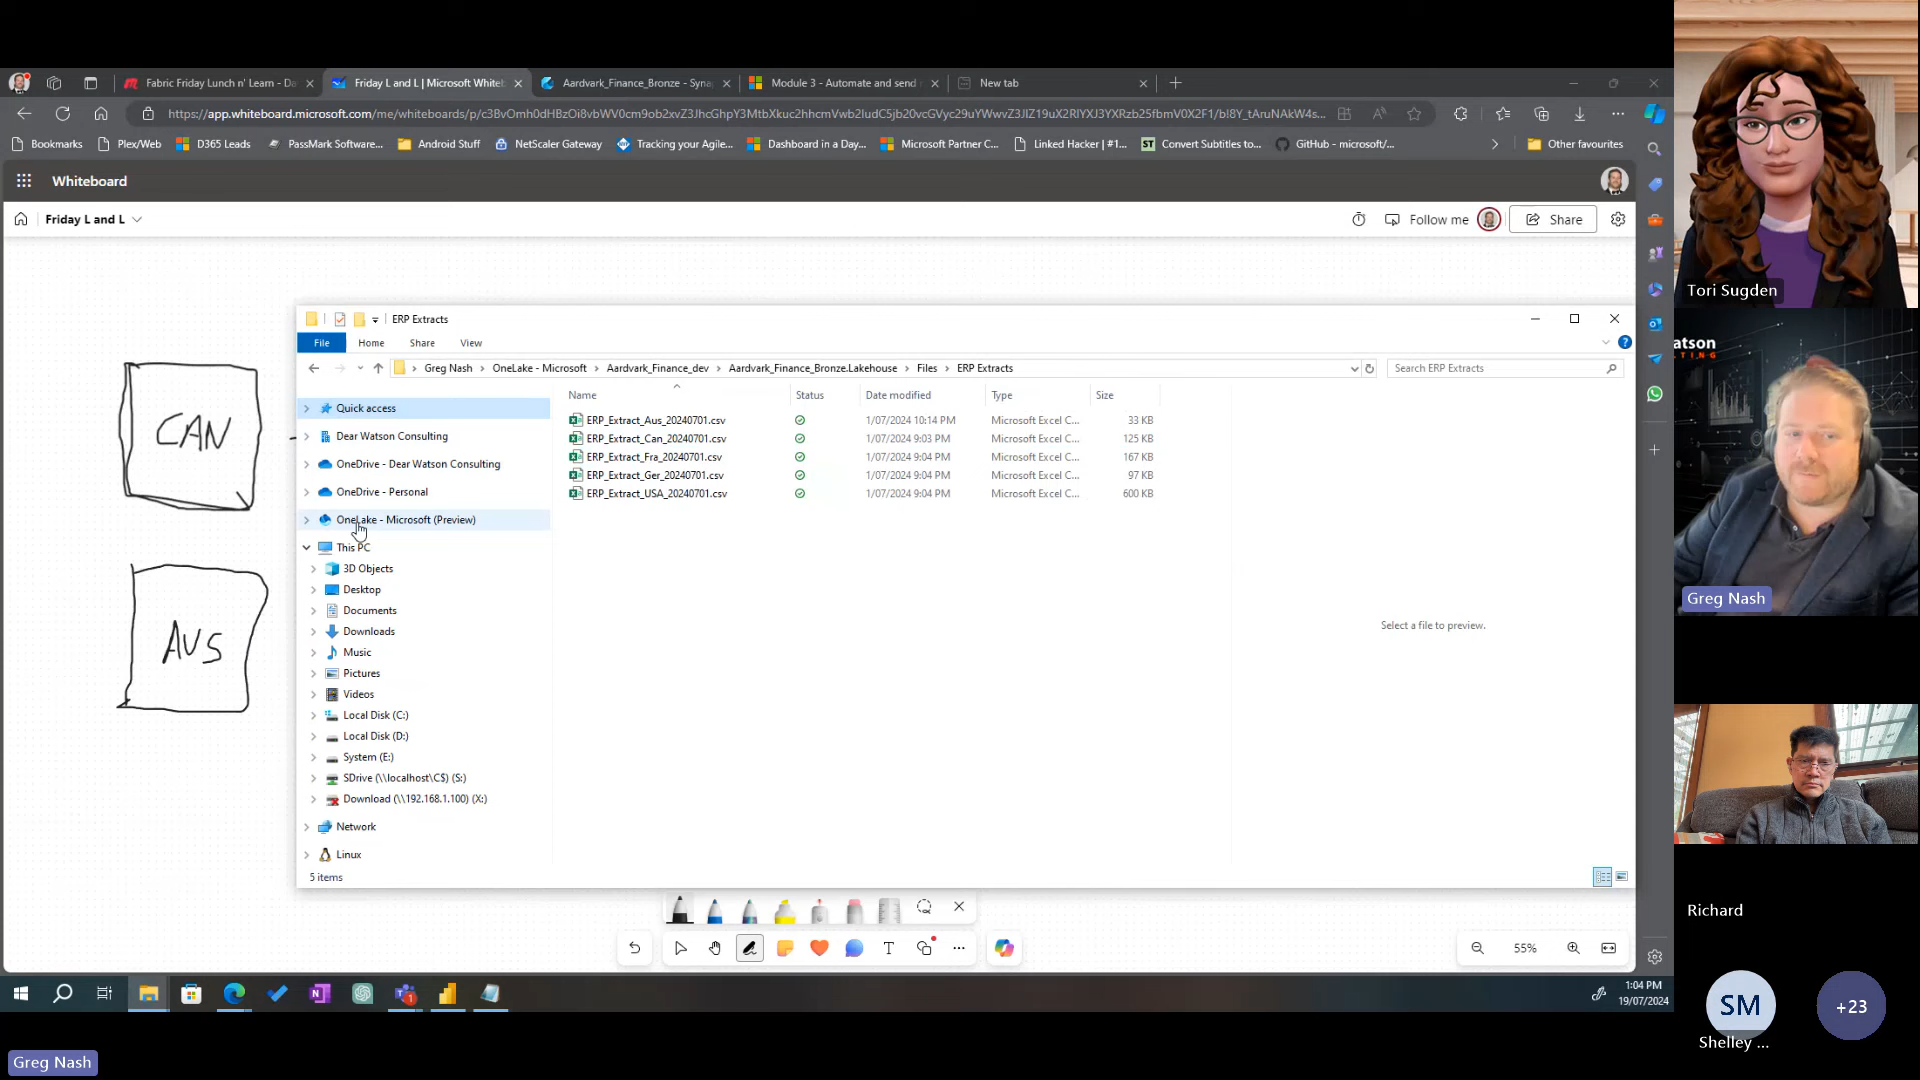 Fabric Friday Lunch n' Learn - Da
Friday L and L | Microsoft Whiteb
Aardvark_Finance_Bronze - Syna
Module 3 - Automate and send r
New tab
Bookmarks
Plex/Web
D365 Leads
PassMark Software...
Android Stuff
NetScaler Gateway
Tracking your Agile...
Dashboard in a Day...
Microsoft Partner C...
Linked Hacker | #1...
ST
Convert Subtitles to...
GitHub - microsoft/...
Other favourites
Whiteboard
Friday L and L
Follow me
Share
CAN
AUS
ERP Extracts
File
Home
Share
View
Greg Nash
OneLake - Microsoft
Aardvark_Finance_dev
Aardvark_Finance_Bronze.Lakehouse
Files
ERP Extracts
Search ERP Extracts
Quick access
Dear Watson Consulting
OneDrive - Dear Watson Consulting
OneDrive - Personal
OneLake - Microsoft (Preview)
This PC
3D Objects
Desktop
Documents
Downloads
Music
Pictures
Videos
Local Disk (C:)
Local Disk (D:)
System (E:)
SDrive (\\localhost\C$) (S:)
Download (\\192.168.1.100) (X:)
Network
Linux
Name Status Date modified Type Size
ERP_Extract_Aus_20240701.csv 1/07/2024 10:14 PM Microsoft Excel C... 33 KB
ERP_Extract_Can_20240701.csv 1/07/2024 9:03 PM Microsoft Excel C... 125 KB
ERP_Extract_Fra_20240701.csv 1/07/2024 9:04 PM Microsoft Excel C... 167 KB
ERP_Extract_Ger_20240701.csv 1/07/2024 9:04 PM Microsoft Excel C... 97 KB
ERP_Extract_USA_20240701.csv 1/07/2024 9:04 PM Microsoft Excel C... 600 KB
Select a file to preview.
5 items
55%
1:04 PM
19/07/2024
Greg Nash
Tori Sugden
atson
Greg Nash
Richard
SM
Shelley ...
+23